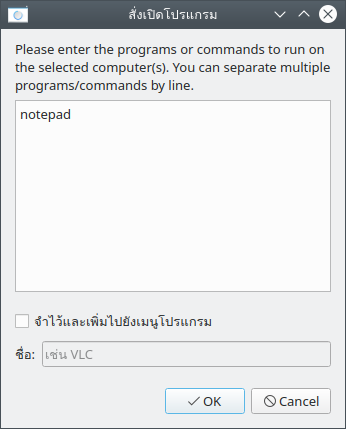 สั่งเปิดโปรแกรม
Please enter the programs or commands to run on
the selected computer(s). You can separate multiple
programs/commands by line.
notepad
จำไว้และเพิ่มไปยังเมนูโปรแกรม
ชื่อ: เช่น VLC
OK Cancel